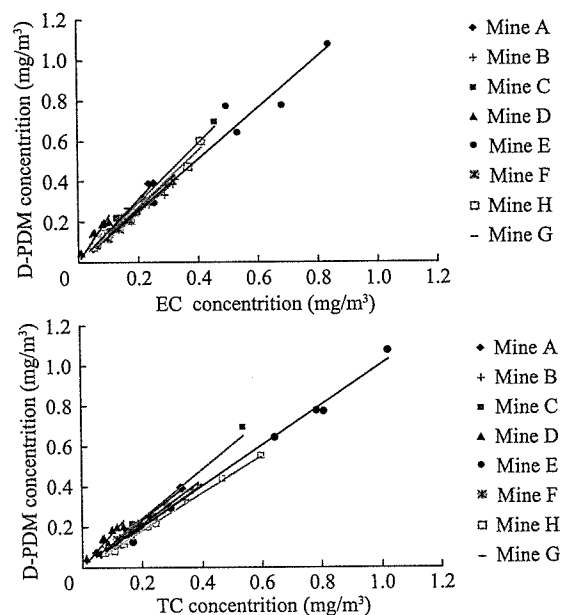 D-PDM concentrition (mg/m³)
1.2
1.0
0.8
0.6
0.4
0.2
0
0.2
0.4
0.6
0.8
1.0
1.2
EC concentrition (mg/m³)
Mine A
Mine B
Mine C
Mine D
Mine E
Mine F
Mine H
Mine G
D-PDM concentrition (mg/m³)
1.2
1.0
0.8
0.6
0.4
0.2
0
0.2
0.4
0.6
0.8
1.0
1.2
TC concentrition (mg/m³)
Mine A
Mine B
Mine C
Mine D
Mine E
Mine F
Mine H
Mine G